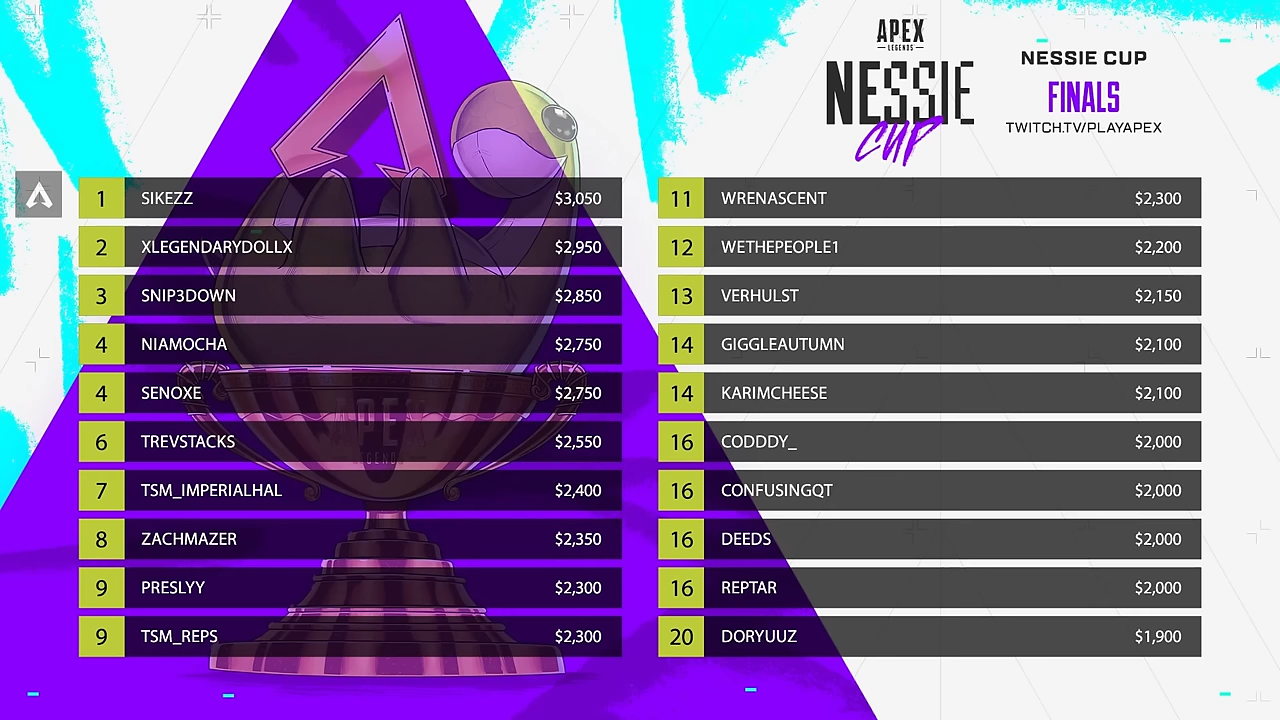 APEX
LEGENDS
NESSIE
CUP
NESSIE CUP
FINALS
TWITCH.TV/PLAYAPEX
1 SIKEZZ $3,050
2 XLEGENDARYDOLLX $2,950
3 SNIP3DOWN $2,850
4 NIAMOCHA $2,750
4 SENOXE $2,750
6 TREVSTACKS $2,550
7 TSM_IMPERIALHAL $2,400
8 ZACHMAZER $2,350
9 PRESLYY $2,300
9 TSM_REPS $2,300
11 WRENASCENT $2,300
12 WETHEPEOPLE1 $2,200
13 VERHULST $2,150
14 GIGGLEAUTUMN $2,100
14 KARIMCHEESE $2,100
16 CODDDY_ $2,000
16 CONFUSINGQT $2,000
16 DEEDS $2,000
16 REPTAR $2,000
20 DORYUUZ $1,900
APEX
LEGENDS